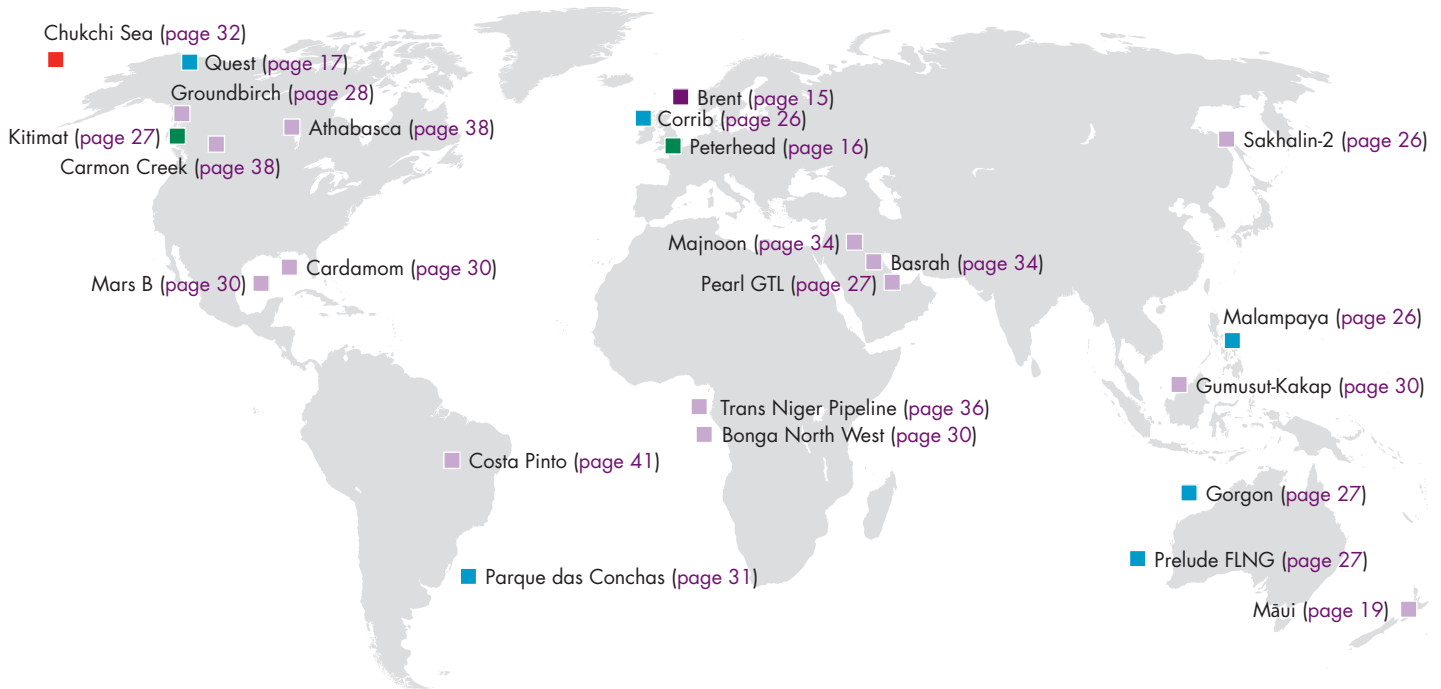 Chukchi Sea (page 32)
Quest (page 17)
Groundbirch (page 28)
Kitimat (page 27)
Athabasca (page 38)
Carmon Creek (page 38)
Brent (page 15)
Corrib (page 26)
Peterhead (page 16)
Sakhalin-2 (page 26)
Majnoon (page 34)
Basrah (page 34)
Pearl GTL (page 27)
Cardamom (page 30)
Mars B (page 30)
Malampaya (page 26)
Gumusut-Kakap (page 30)
Trans Niger Pipeline (page 36)
Bonga North West (page 30)
Costa Pinto (page 41)
Gorgon (page 27)
Prelude FLNG (page 27)
Parque das Conchas (page 31)
Māui (page 19)